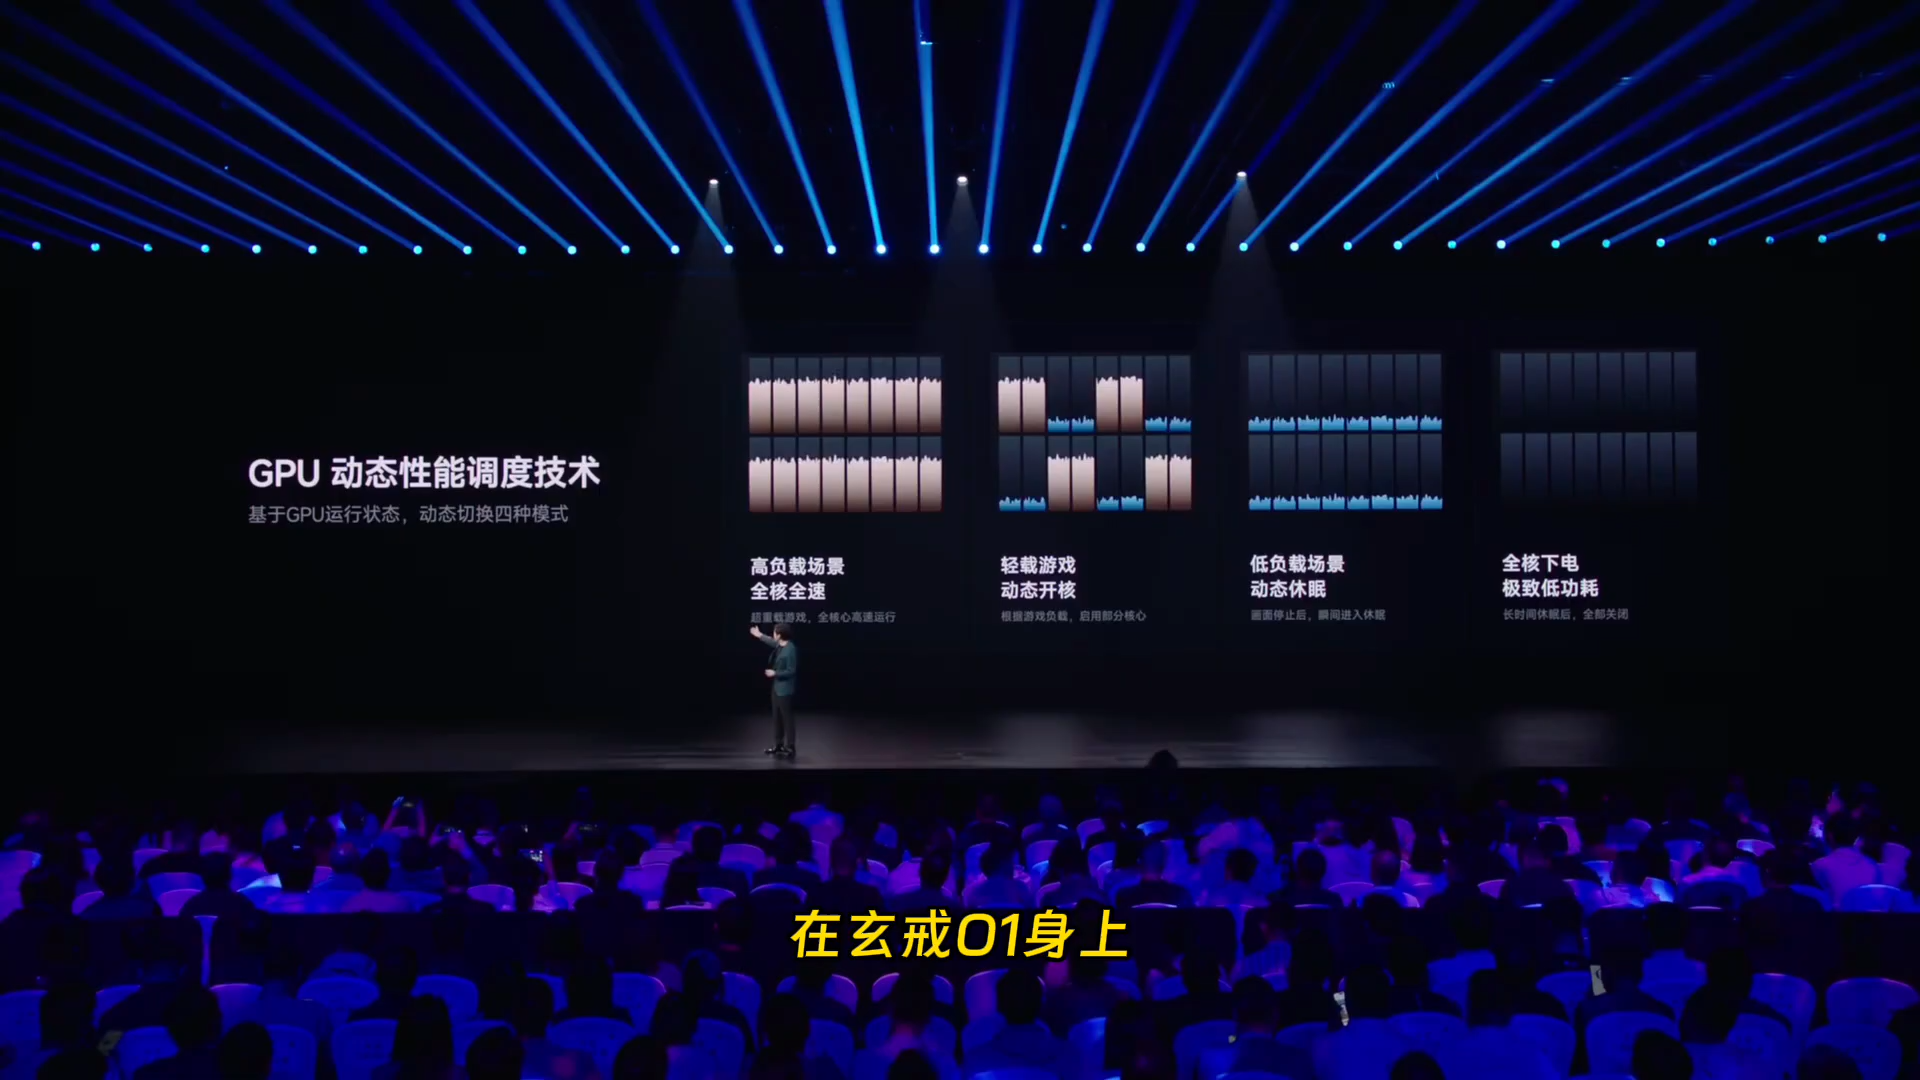 GPU 动态性能调度技术
基于GPU运行状态，动态切换四种模式
高负载场景
全核全速
超重载游戏，全核心高速运行
轻载游戏
动态开核
根据游戏负载，启用部分核心
低负载场景
动态休眠
画面停止后，瞬间进入休眠
全核下电
极致低功耗
长时间休眠后，全部关闭
在玄戒O1身上